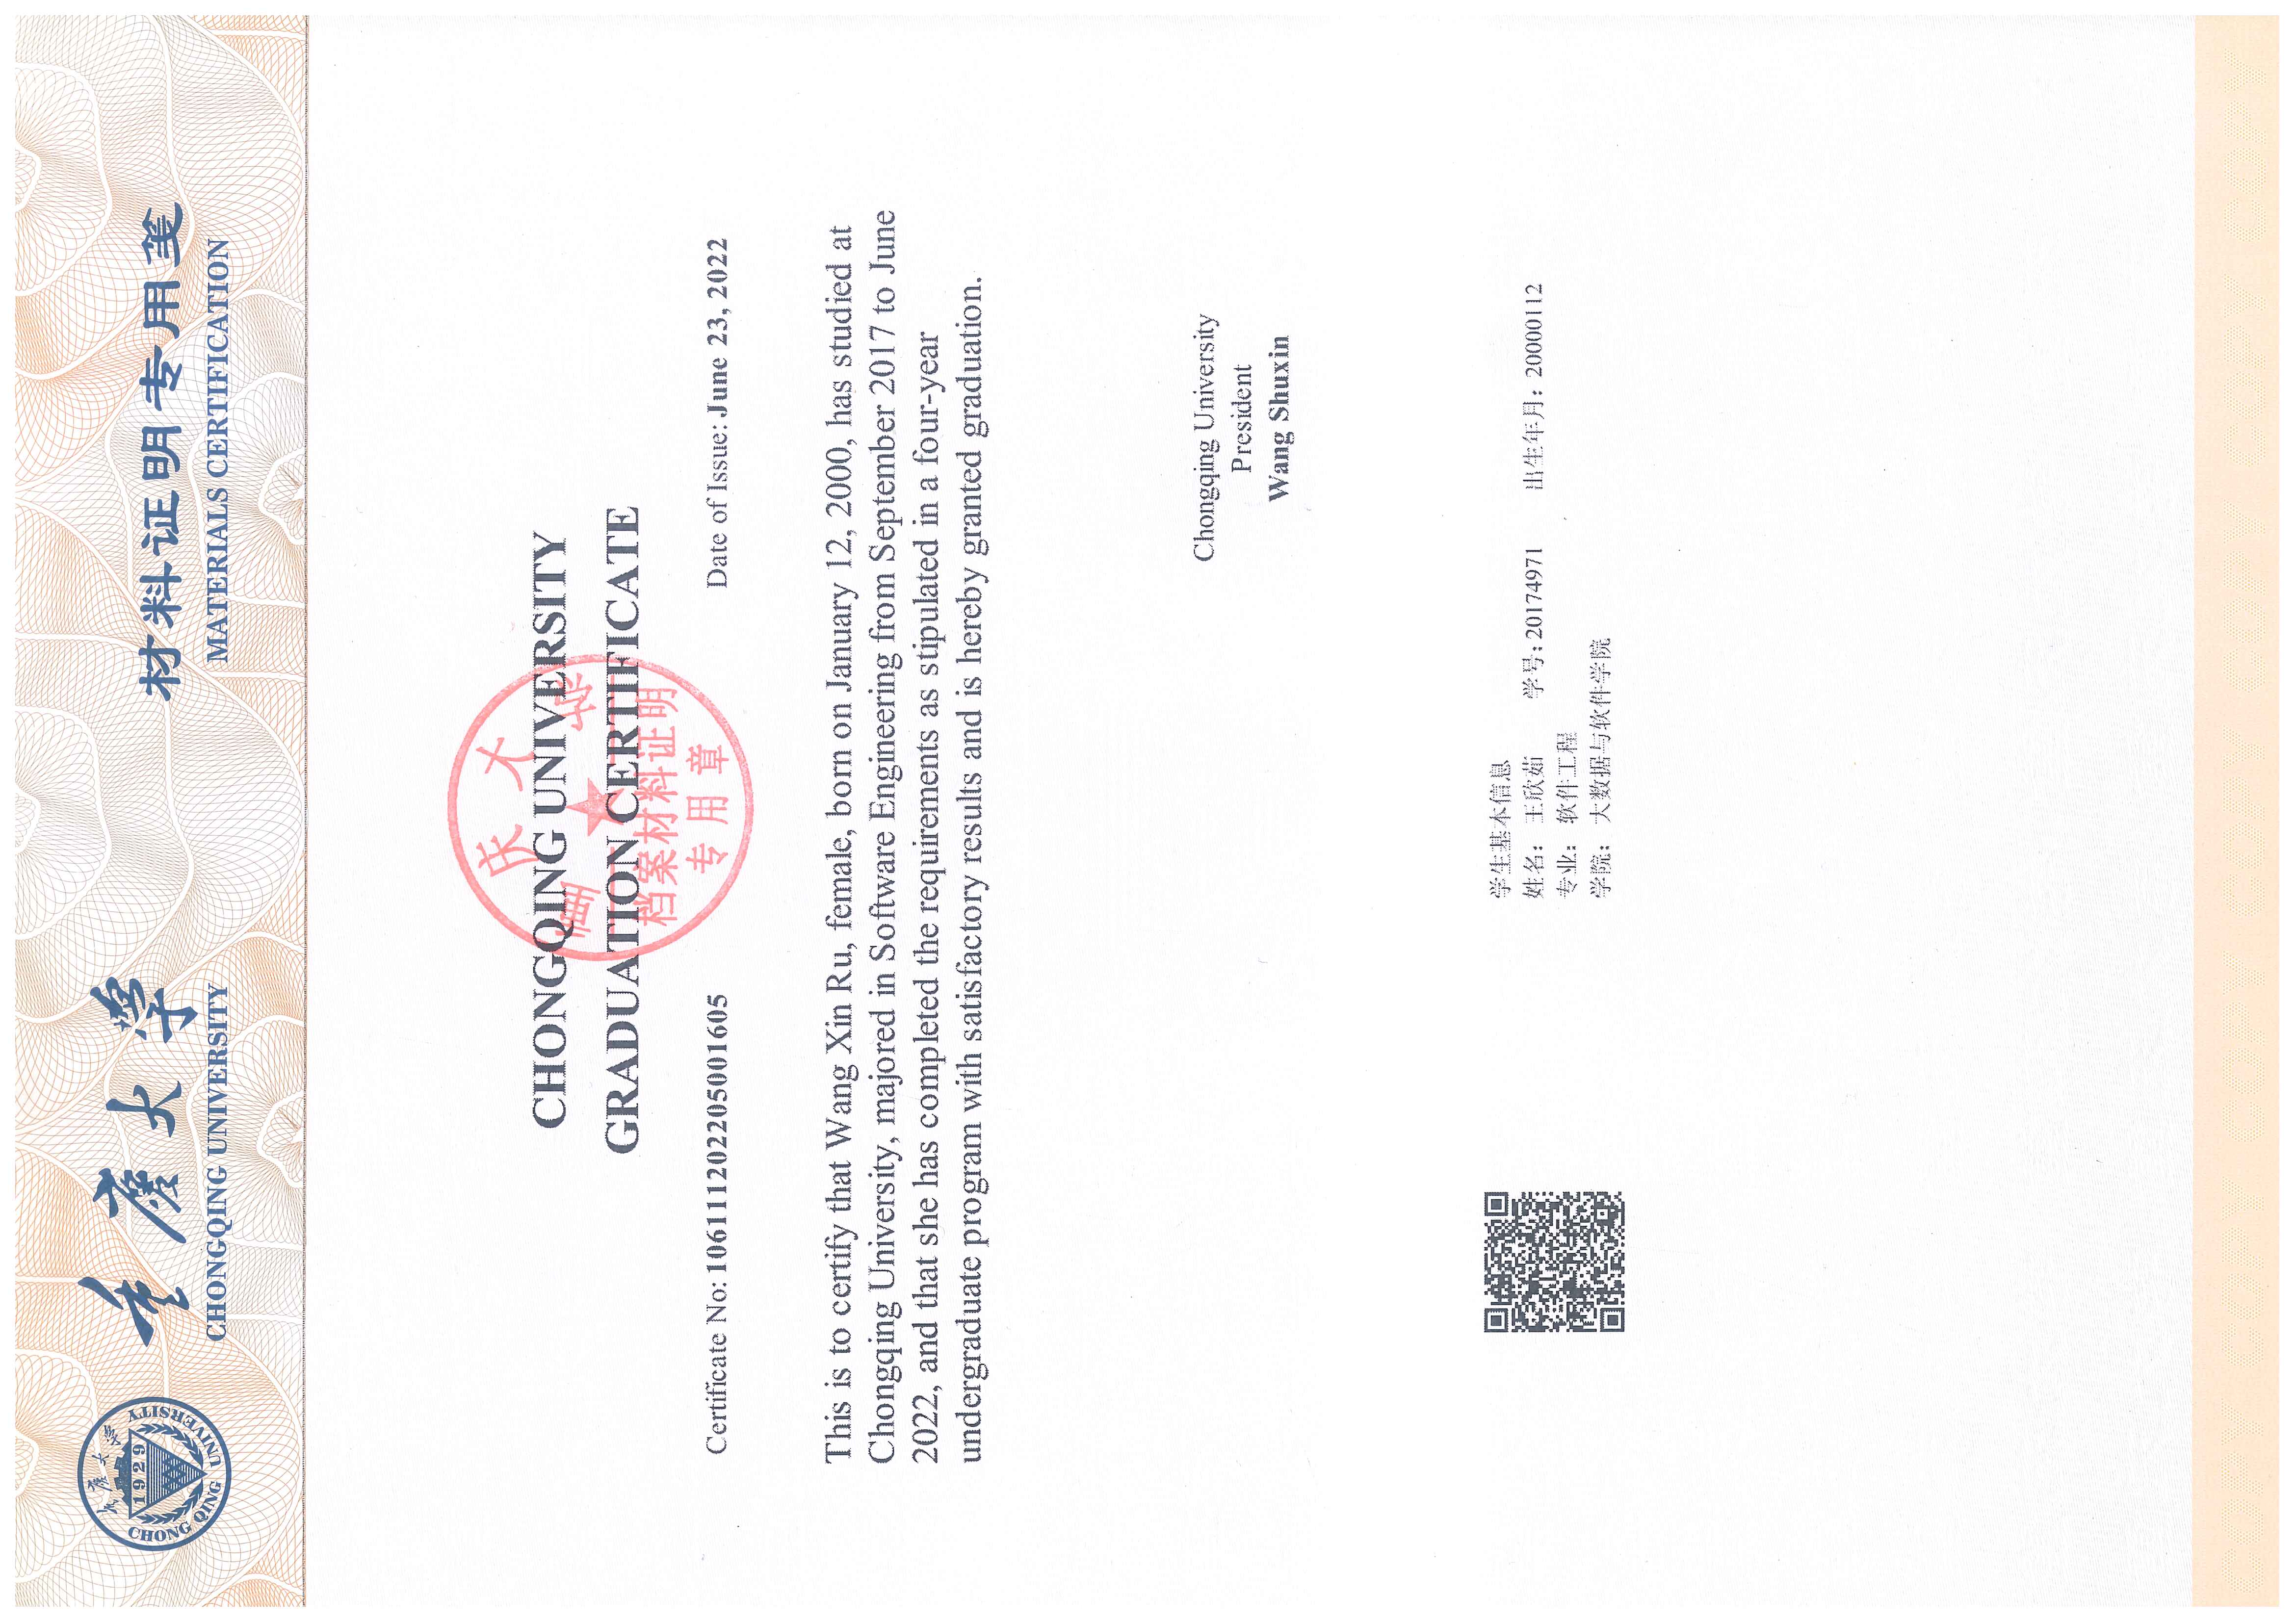 重庆大学
CHONGQING UNIVERSITY
材料证明专用笺
MATERIALS CERTIFICATION
重庆大学
1929
CHONG QING UNIVERSITY
CHONGQING UNIVERSITY
GRADUATION CERTIFICATE
重庆大学
档案材料证明
专用章
Certificate No: 106111202205001605
Date of Issue: June 23, 2022
This is to certify that Wang Xin Ru, female, born on January 12, 2000, has studied at
Chongqing University, majored in Software Engineering from September 2017 to June
2022, and that she has completed the requirements as stipulated in a four-year
undergraduate program with satisfactory results and is hereby granted graduation.
Chongqing University
President
Wang Shuxin
学生基本信息
姓名: 王欣茹 学号: 20174971 出生年月: 20000112
专业: 软件工程
学院: 大数据与软件学院
COPY COPY COPY COPY COPY COPY